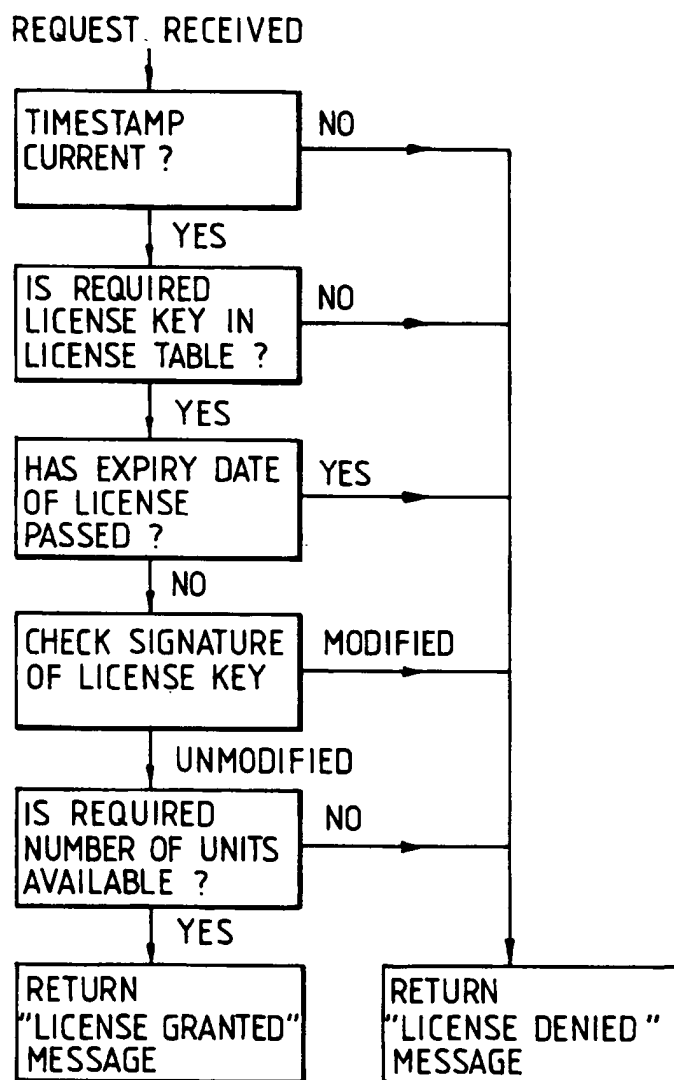 REQUEST RECEIVED
TIMESTAMP
CURRENT ?
NO
YES
IS REQUIRED
LICENSE KEY IN
LICENSE TABLE ?
NO
YES
HAS EXPIRY DATE
OF LICENSE
PASSED ?
YES
NO
CHECK SIGNATURE
OF LICENSE KEY
MODIFIED
UNMODIFIED
IS REQUIRED
NUMBER OF UNITS
AVAILABLE ?
NO
YES
RETURN
"LICENSE GRANTED"
MESSAGE
RETURN
"LICENSE DENIED"
MESSAGE